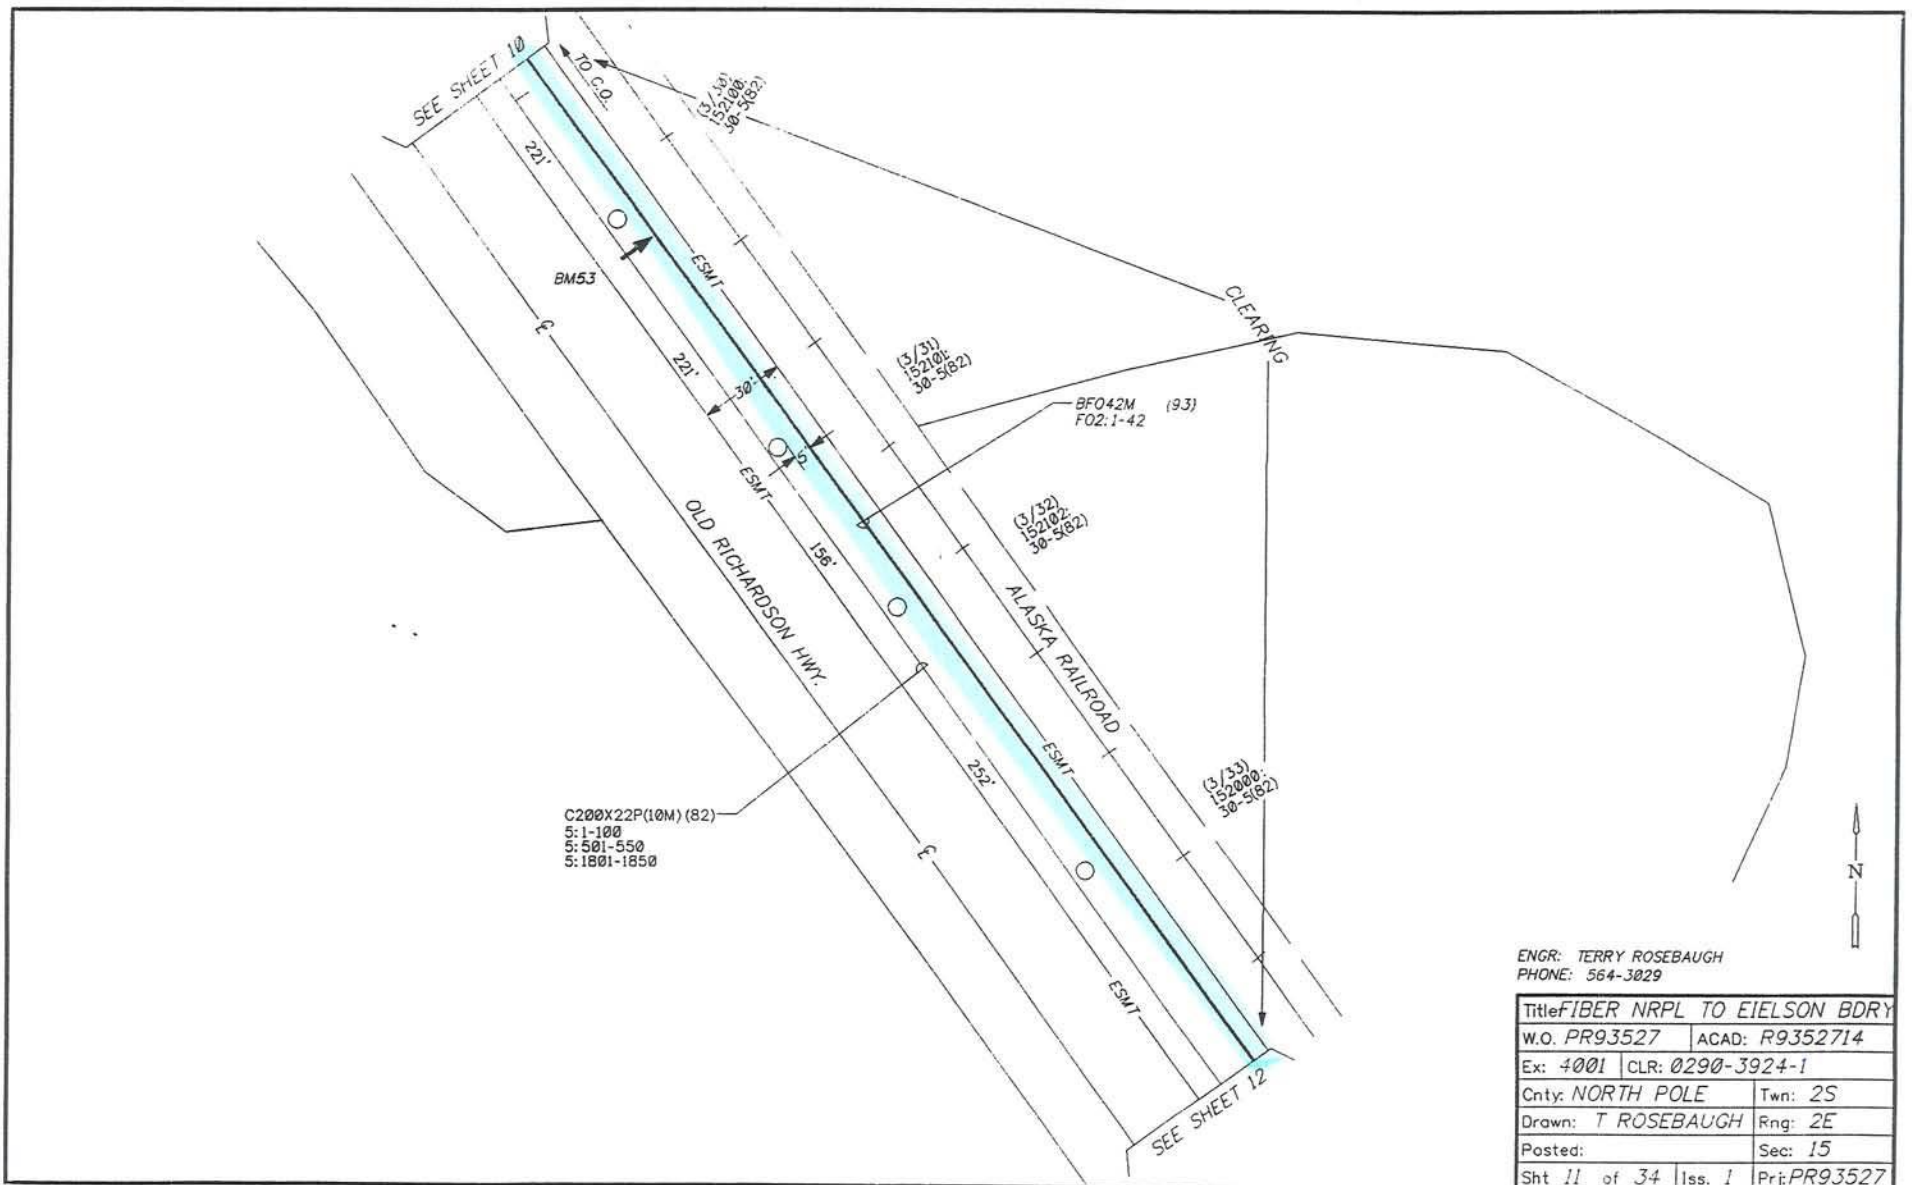 SEE SHEET 10
TO C.O.
(3/30)
152100:
30-5(82)
221'
BM53
ESMT
CLEARING
221'
30'
(3/31)
152101:
30-5(82)
BFO42M (93)
FO2:1-42
5'
ESMT
OLD RICHARDSON HWY.
156'
(3/32)
152102:
30-5(82)
ALASKA RAILROAD
ESMT
252'
(3/33)
152000:
30-5(82)
C200X22P(10M)(82)
5:1-100
5:501-550
5:1801-1850
ESMT
SEE SHEET 12
N
ENGR: TERRY ROSEBAUGH
PHONE: 564-3029
Title FIBER NRPL TO EIELSON BDRY
W.O. PR93527 ACAD: R9352714
Ex: 4001 CLR: 0290-3924-1
Cnty: NORTH POLE Twn: 2S
Drawn: T ROSEBAUGH Rng: 2E
Posted: Sec: 15
Sht 11 of 34 Iss. 1 Prj:PR93527